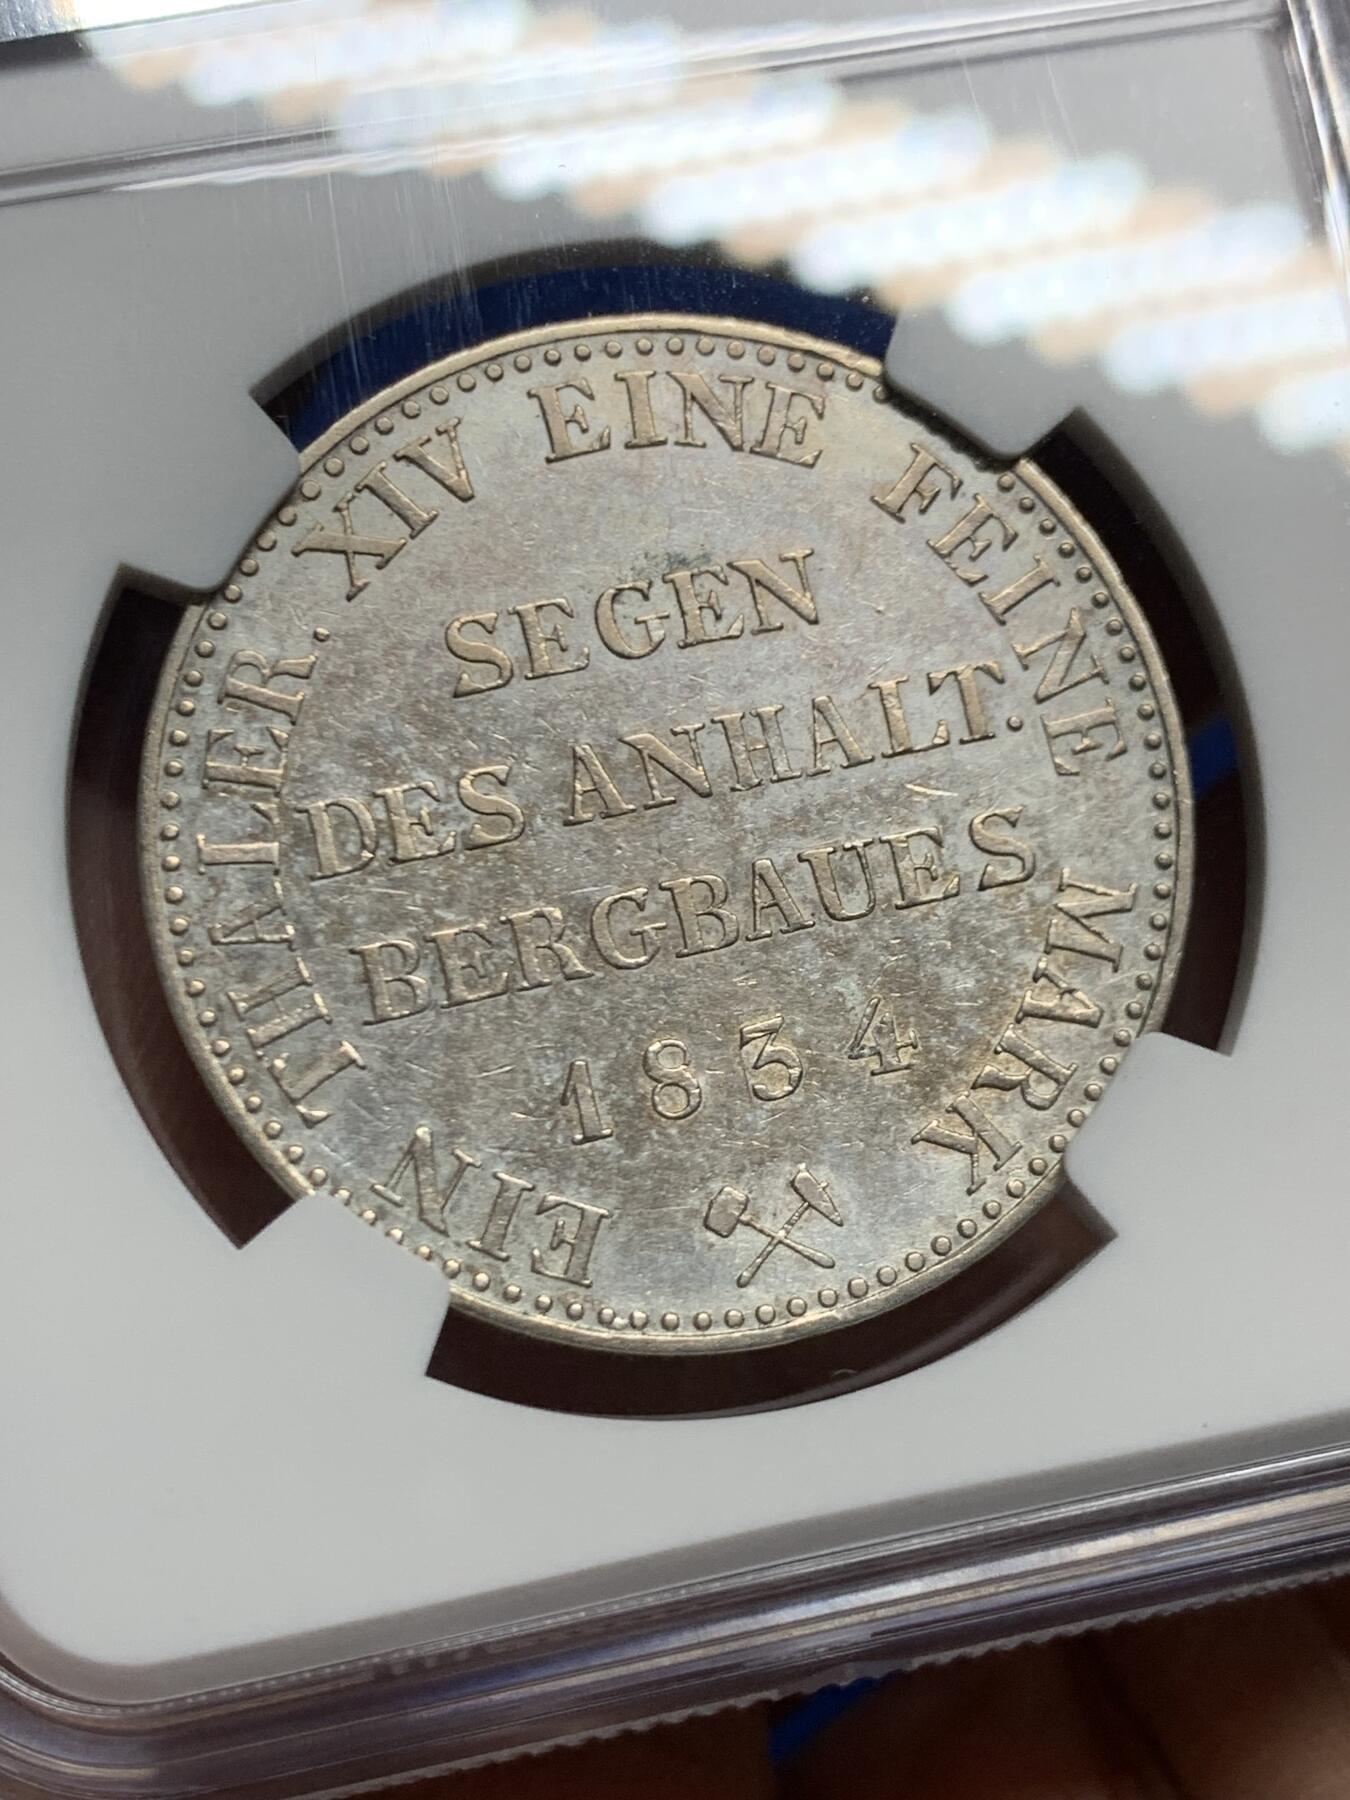 EIN THALER. XIV EINE FEINE MARK
SEGEN
DES ANHALT.
BERGBAUES
1834